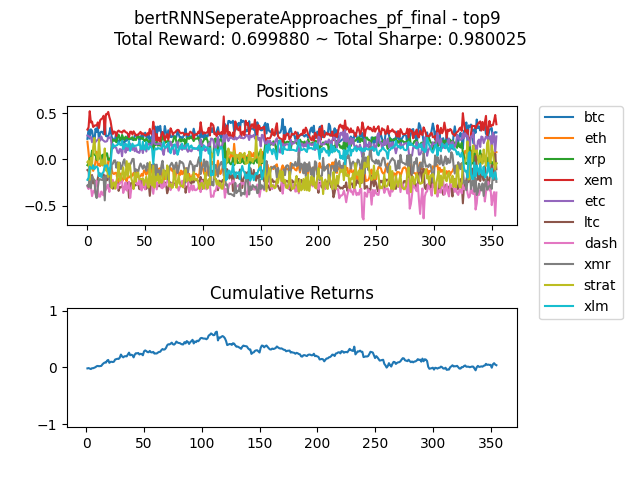 bertRNNSeperateApproaches_pf_final - top9
Total Reward: 0.699880 ~ Total Sharpe: 0.980025
Positions
0.5
0.0
−0.5
0 50 100 150 200 250 300 350
btc
eth
xrp
xem
etc
ltc
dash
xmr
strat
xlm
Cumulative Returns
1
0
−1
0 50 100 150 200 250 300 350